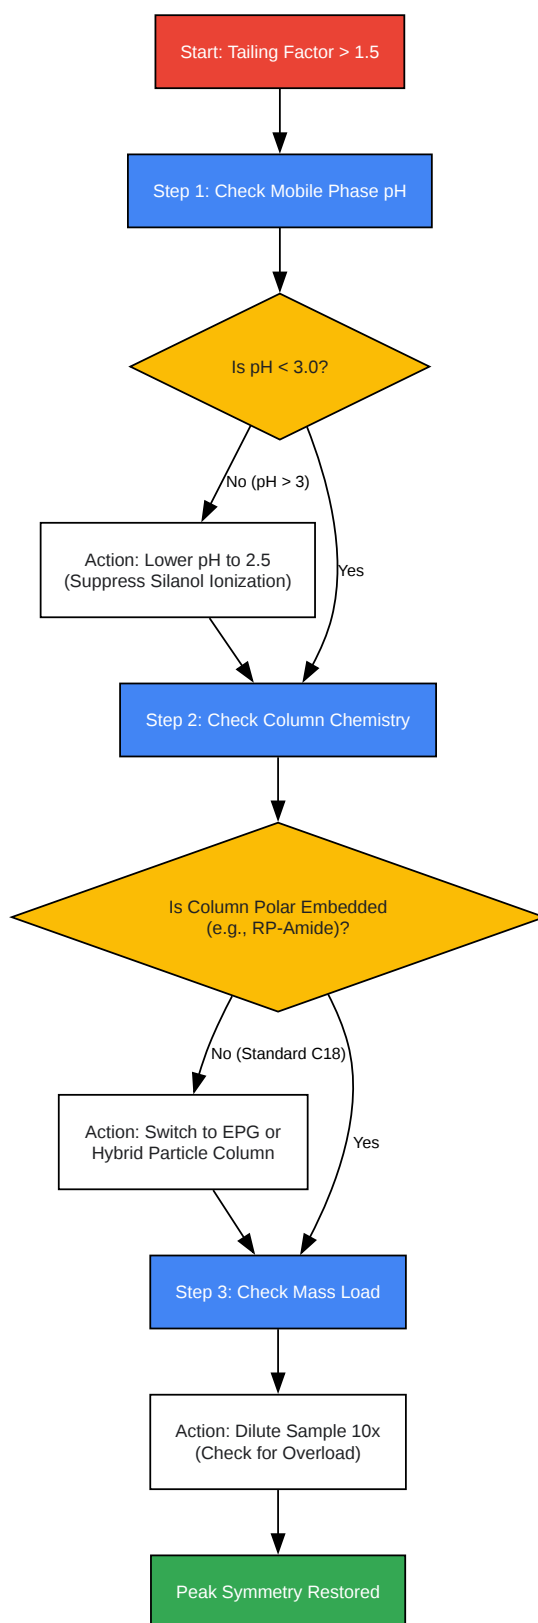 Start: Tailing Factor > 1.5
Step 1: Check Mobile Phase pH
Is pH < 3.0?
No (pH > 3)
Action: Lower pH to 2.5
(Suppress Silanol Ionization)
Yes
Step 2: Check Column Chemistry
Is Column Polar Embedded
(e.g., RP-Amide)?
No (Standard C18)
Action: Switch to EPG or
Hybrid Particle Column
Yes
Step 3: Check Mass Load
Action: Dilute Sample 10x
(Check for Overload)
Peak Symmetry Restored